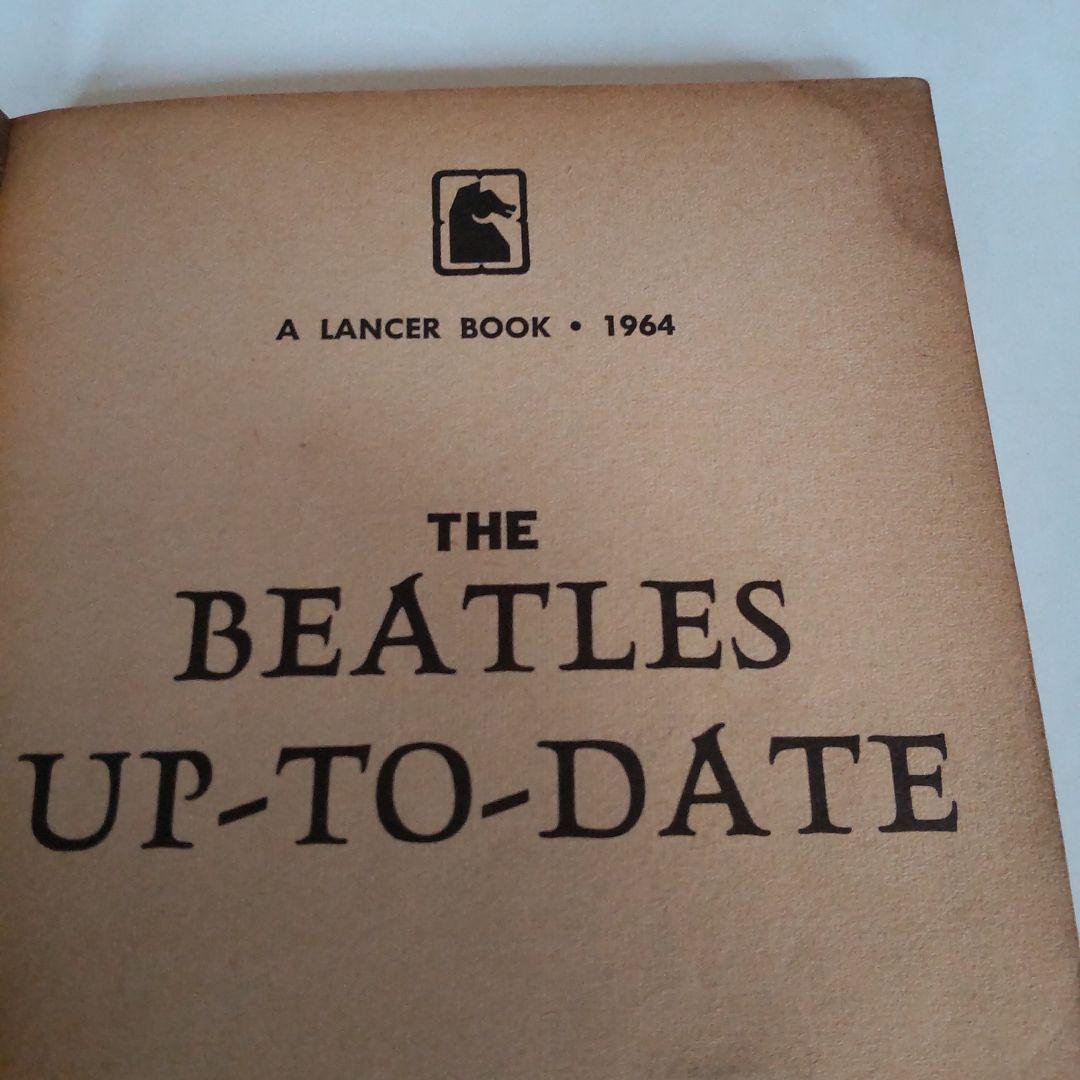 A LANCER BOOK • 1964
THE
BEATLES
UP-TO-DATE